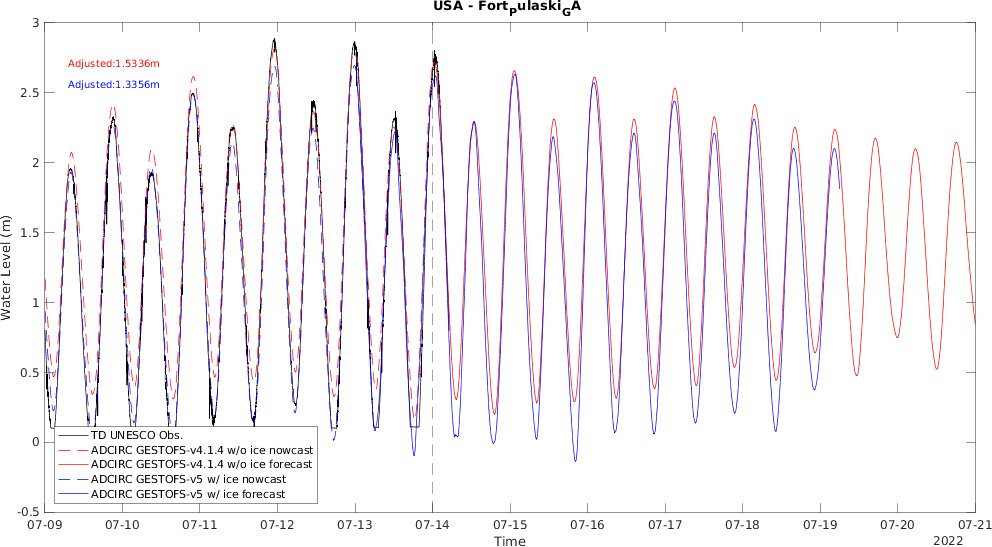 USA - FortPulaskiGA
3
2.5
2
1.5
1
0.5
0
-0.5
Water Level (m)
Adjusted:1.5336m
Adjusted:1.3356m
TD UNESCO Obs.
ADCIRC GESTOFS-v4.1.4 w/o ice nowcast
ADCIRC GESTOFS-v4.1.4 w/o ice forecast
ADCIRC GESTOFS-v5 w/ ice nowcast
ADCIRC GESTOFS-v5 w/ ice forecast
07-09 07-10 07-11 07-12 07-13 07-14 07-15 07-16 07-17 07-18 07-19 07-20 07-21
Time
2022